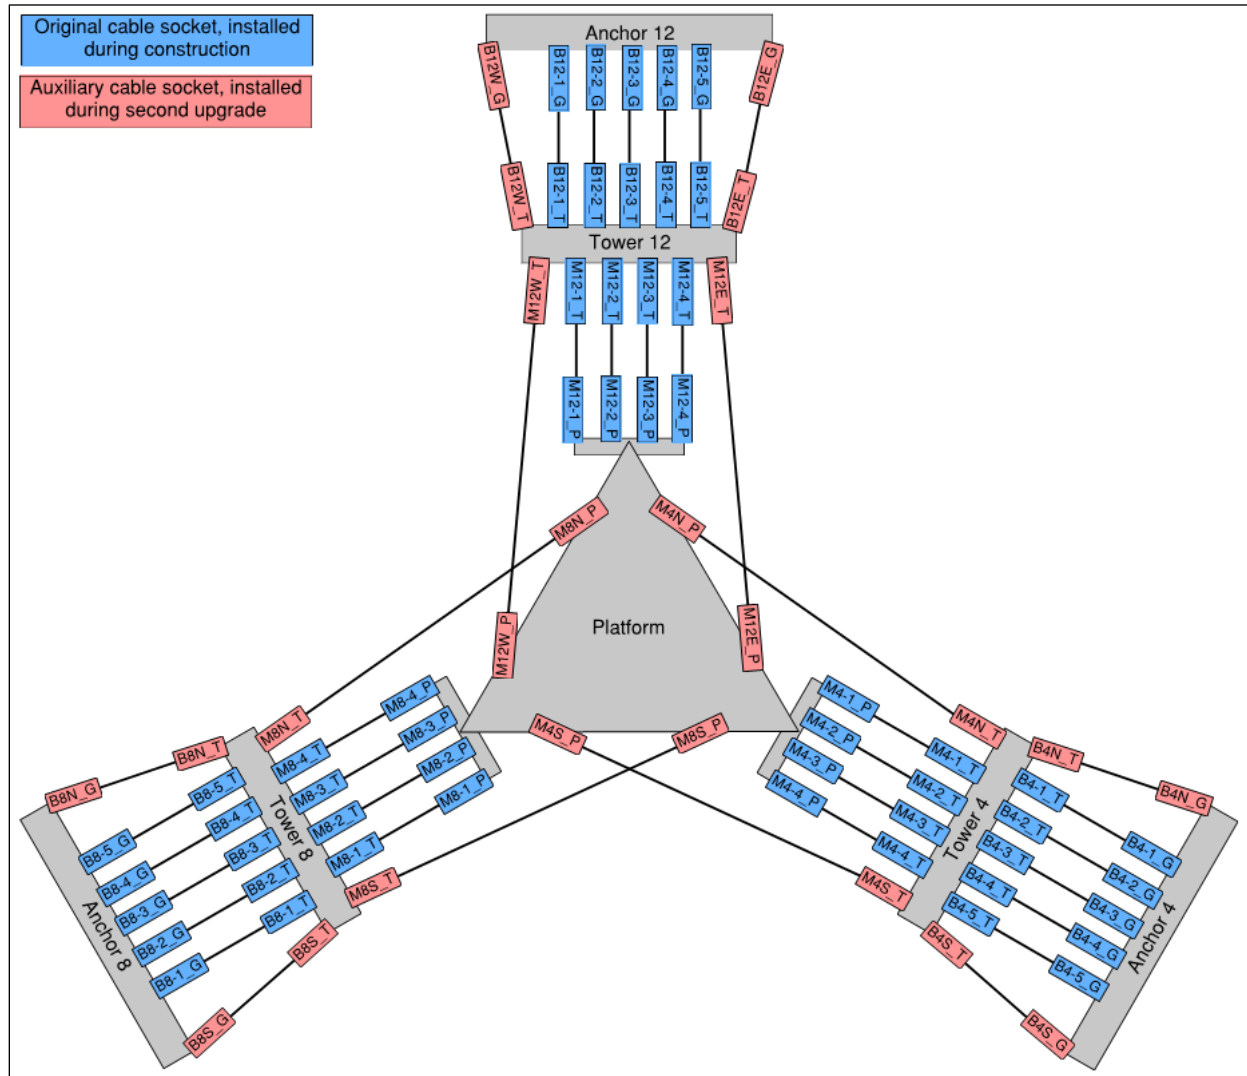 Original cable socket, installed
during construction
Auxiliary cable socket, installed
during second upgrade
Anchor 12
B12W_G
B12-1_G
B12-2_G
B12-3_G
B12-4_G
B12-5_G
B12E_G
B12W_T
B12-1_T
B12-2_T
B12-3_T
B12-4_T
B12-5_T
B12E_T
Tower 12
M12W_T
M12-1_T
M12-2_T
M12-3_T
M12-4_T
M12E_T
M12-1_P
M12-2_P
M12-3_P
M12-4_P
M8N_P
M4N_P
Platform
M12W_P
M12E_P
M4S_P
M8S_P
M8-4_P
M8-3_P
M8-2_P
M8-1_P
M8N_T
M8-4_T
M8-3_T
M8-2_T
M8-1_T
M8S_T
Tower 8
B8N_T
B8-5_T
B8-4_T
B8-3_T
B8-2_T
B8-1_T
B8S_T
B8N_G
B8-5_G
B8-4_G
B8-3_G
B8-2_G
B8-1_G
B8S_G
Anchor 8
M4-1_P
M4-2_P
M4-3_P
M4-4_P
M4N_T
M4-1_T
M4-2_T
M4-3_T
M4-4_T
M4S_T
Tower 4
B4N_T
B4-1_T
B4-2_T
B4-3_T
B4-4_T
B4-5_T
B4S_T
B4N_G
B4-1_G
B4-2_G
B4-3_G
B4-4_G
B4-5_G
B4S_G
Anchor 4